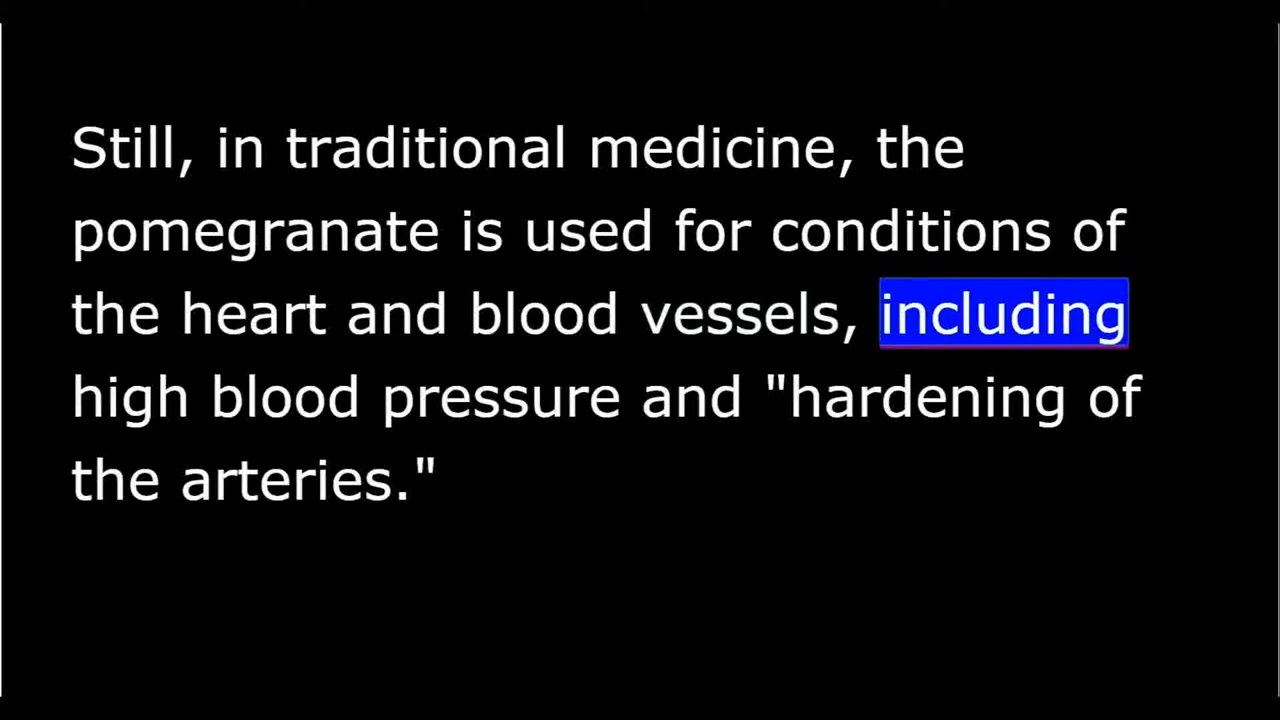 Still, in traditional medicine, the
pomegranate is used for conditions of
the heart and blood vessels, including
high blood pressure and "hardening of
the arteries."